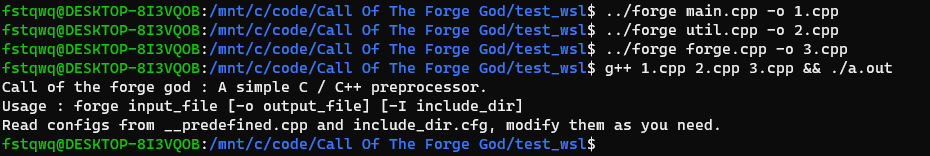 fstqwq@DESKTOP-8I3VQOB:/mnt/c/code/Call Of The Forge God/test_wsl$ ../forge main.cpp -o 1.cpp
fstqwq@DESKTOP-8I3VQOB:/mnt/c/code/Call Of The Forge God/test_wsl$ ../forge util.cpp -o 2.cpp
fstqwq@DESKTOP-8I3VQOB:/mnt/c/code/Call Of The Forge God/test_wsl$ ../forge forge.cpp -o 3.cpp
fstqwq@DESKTOP-8I3VQOB:/mnt/c/code/Call Of The Forge God/test_wsl$ g++ 1.cpp 2.cpp 3.cpp && ./a.out
Call of the forge god : A simple C / C++ preprocessor.
Usage : forge input_file [-o output_file] [-I include_dir]
Read configs from __predefined.cpp and include_dir.cfg, modify them as you need.
fstqwq@DESKTOP-8I3VQOB:/mnt/c/code/Call Of The Forge God/test_wsl$